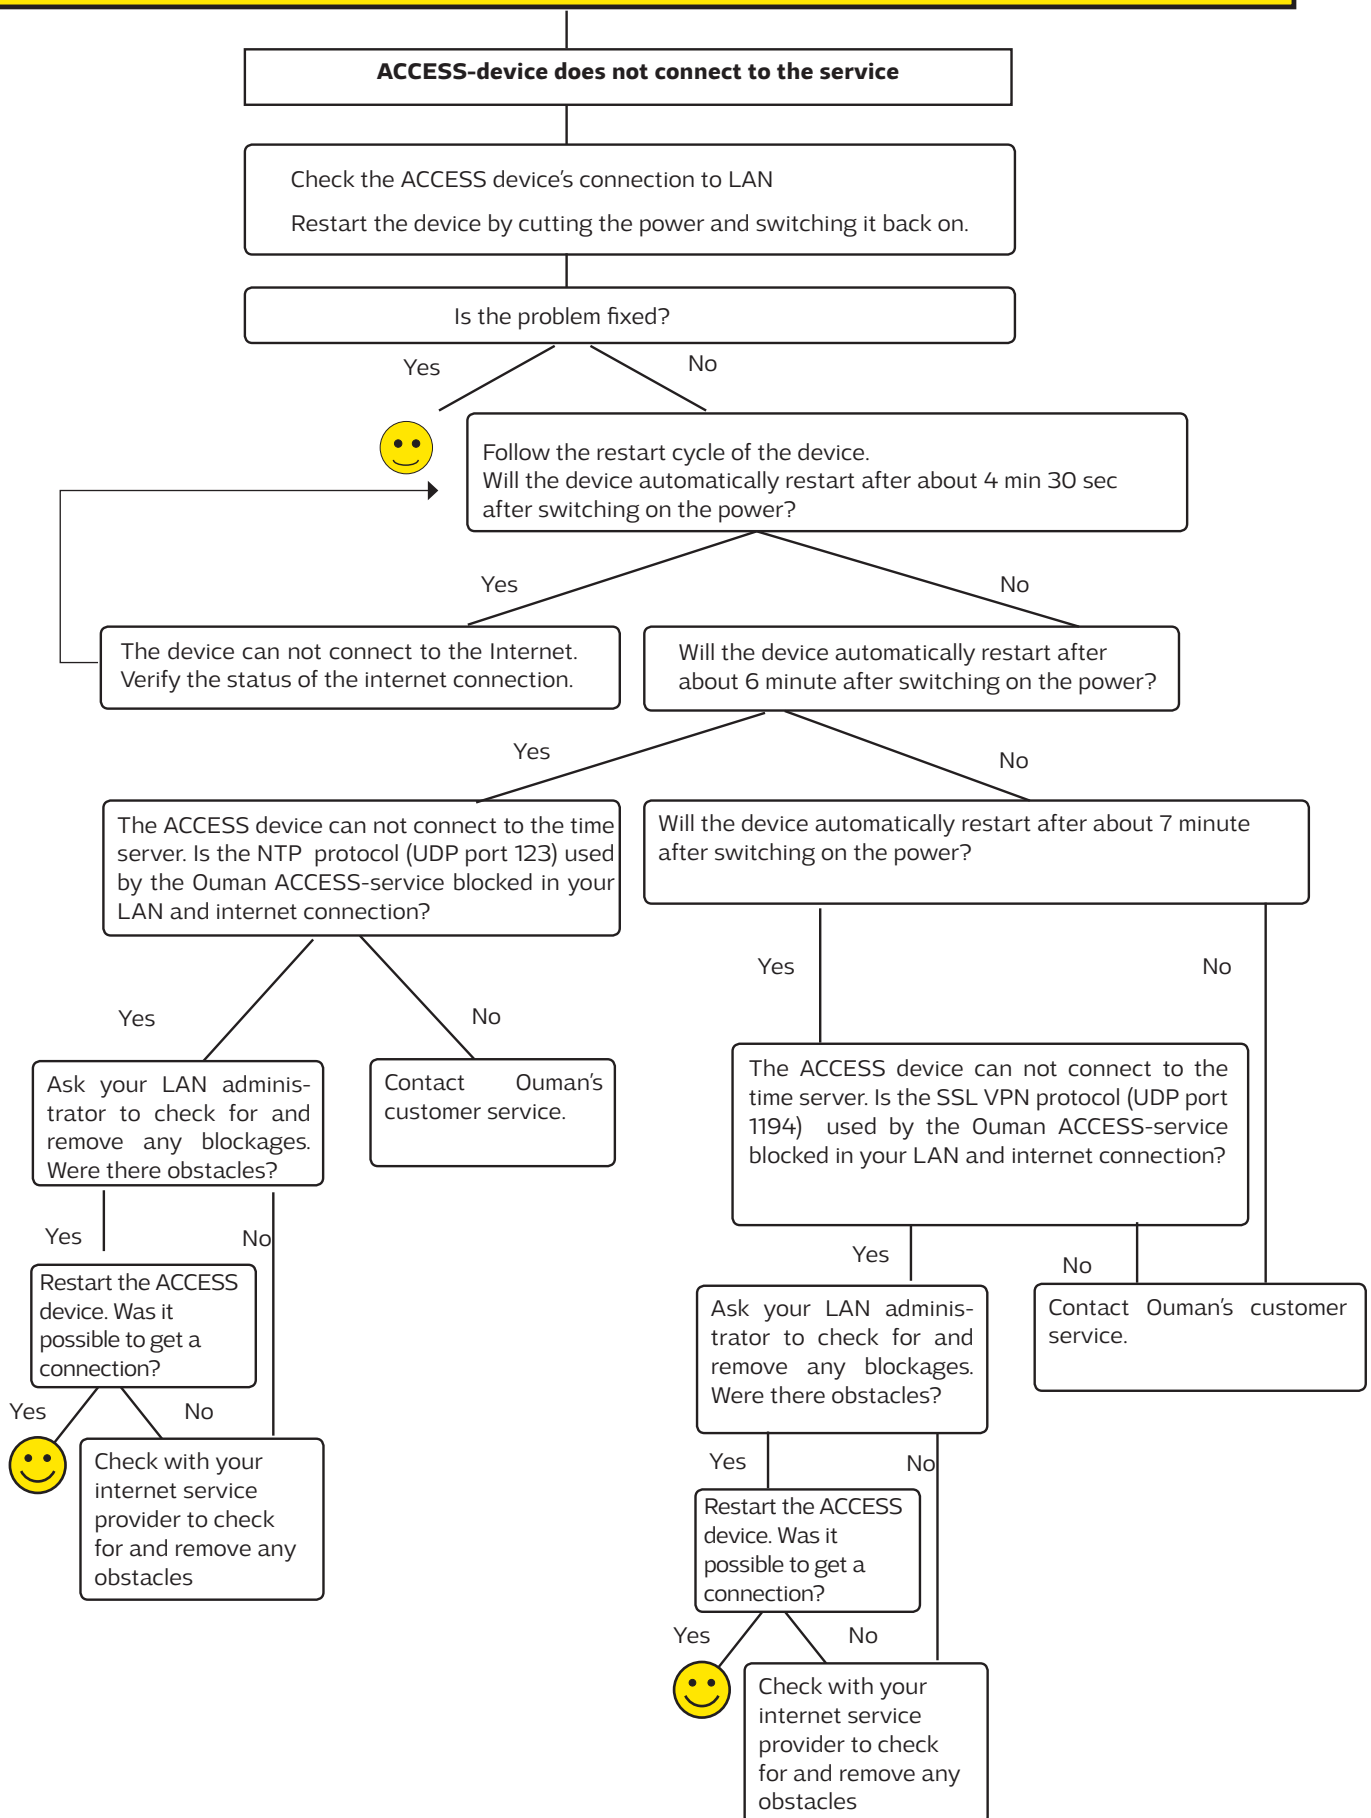 ACCESS-device does not connect to the service
Check the ACCESS device's connection to LAN
Restart the device by cutting the power and switching it back on.
Is the problem fixed?
Yes
No
Follow the restart cycle of the device.
Will the device automatically restart after about 4 min 30 sec
after switching on the power?
Yes
No
The device can not connect to the Internet.
Verify the status of the internet connection.
Will the device automatically restart after
about 6 minute after switching on the power?
Yes
No
The ACCESS device can not connect to the time
server. Is the NTP protocol (UDP port 123) used
by the Ouman ACCESS-service blocked in your
LAN and internet connection?
Will the device automatically restart after about 7 minute
after switching on the power?
Yes
No
Yes
No
Ask your LAN adminis-
trator to check for and
remove any blockages.
Were there obstacles?
Contact Ouman's
customer service.
The ACCESS device can not connect to the
time server. Is the SSL VPN protocol (UDP port
1194) used by the Ouman ACCESS-service
blocked in your LAN and internet connection?
Yes
No
Restart the ACCESS
device. Was it
possible to get a
connection?
Yes
No
Check with your
internet service
provider to check
for and remove any
obstacles
Yes
No
Ask your LAN adminis-
trator to check for and
remove any blockages.
Were there obstacles?
Contact Ouman's customer
service.
Yes
No
Restart the ACCESS
device. Was it
possible to get a
connection?
Yes
No
Check with your
internet service
provider to check
for and remove any
obstacles